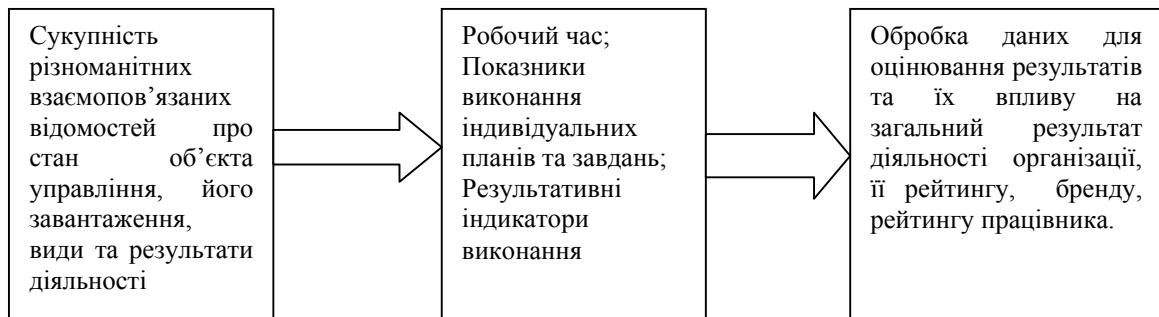 Сукупність
різноманітних
взаємопов’язаних
відомостей про
стан об’єкта
управління, його
завантаження,
види та результати
діяльності
Робочий час;
Показники
виконання
індивідуальних
планів та завдань;
Результативні
індикатори
виконання
Обробка даних для
оцінювання результатів
та їх впливу на
загальний результат
діяльності організації,
її рейтингу, бренду,
рейтингу працівника.